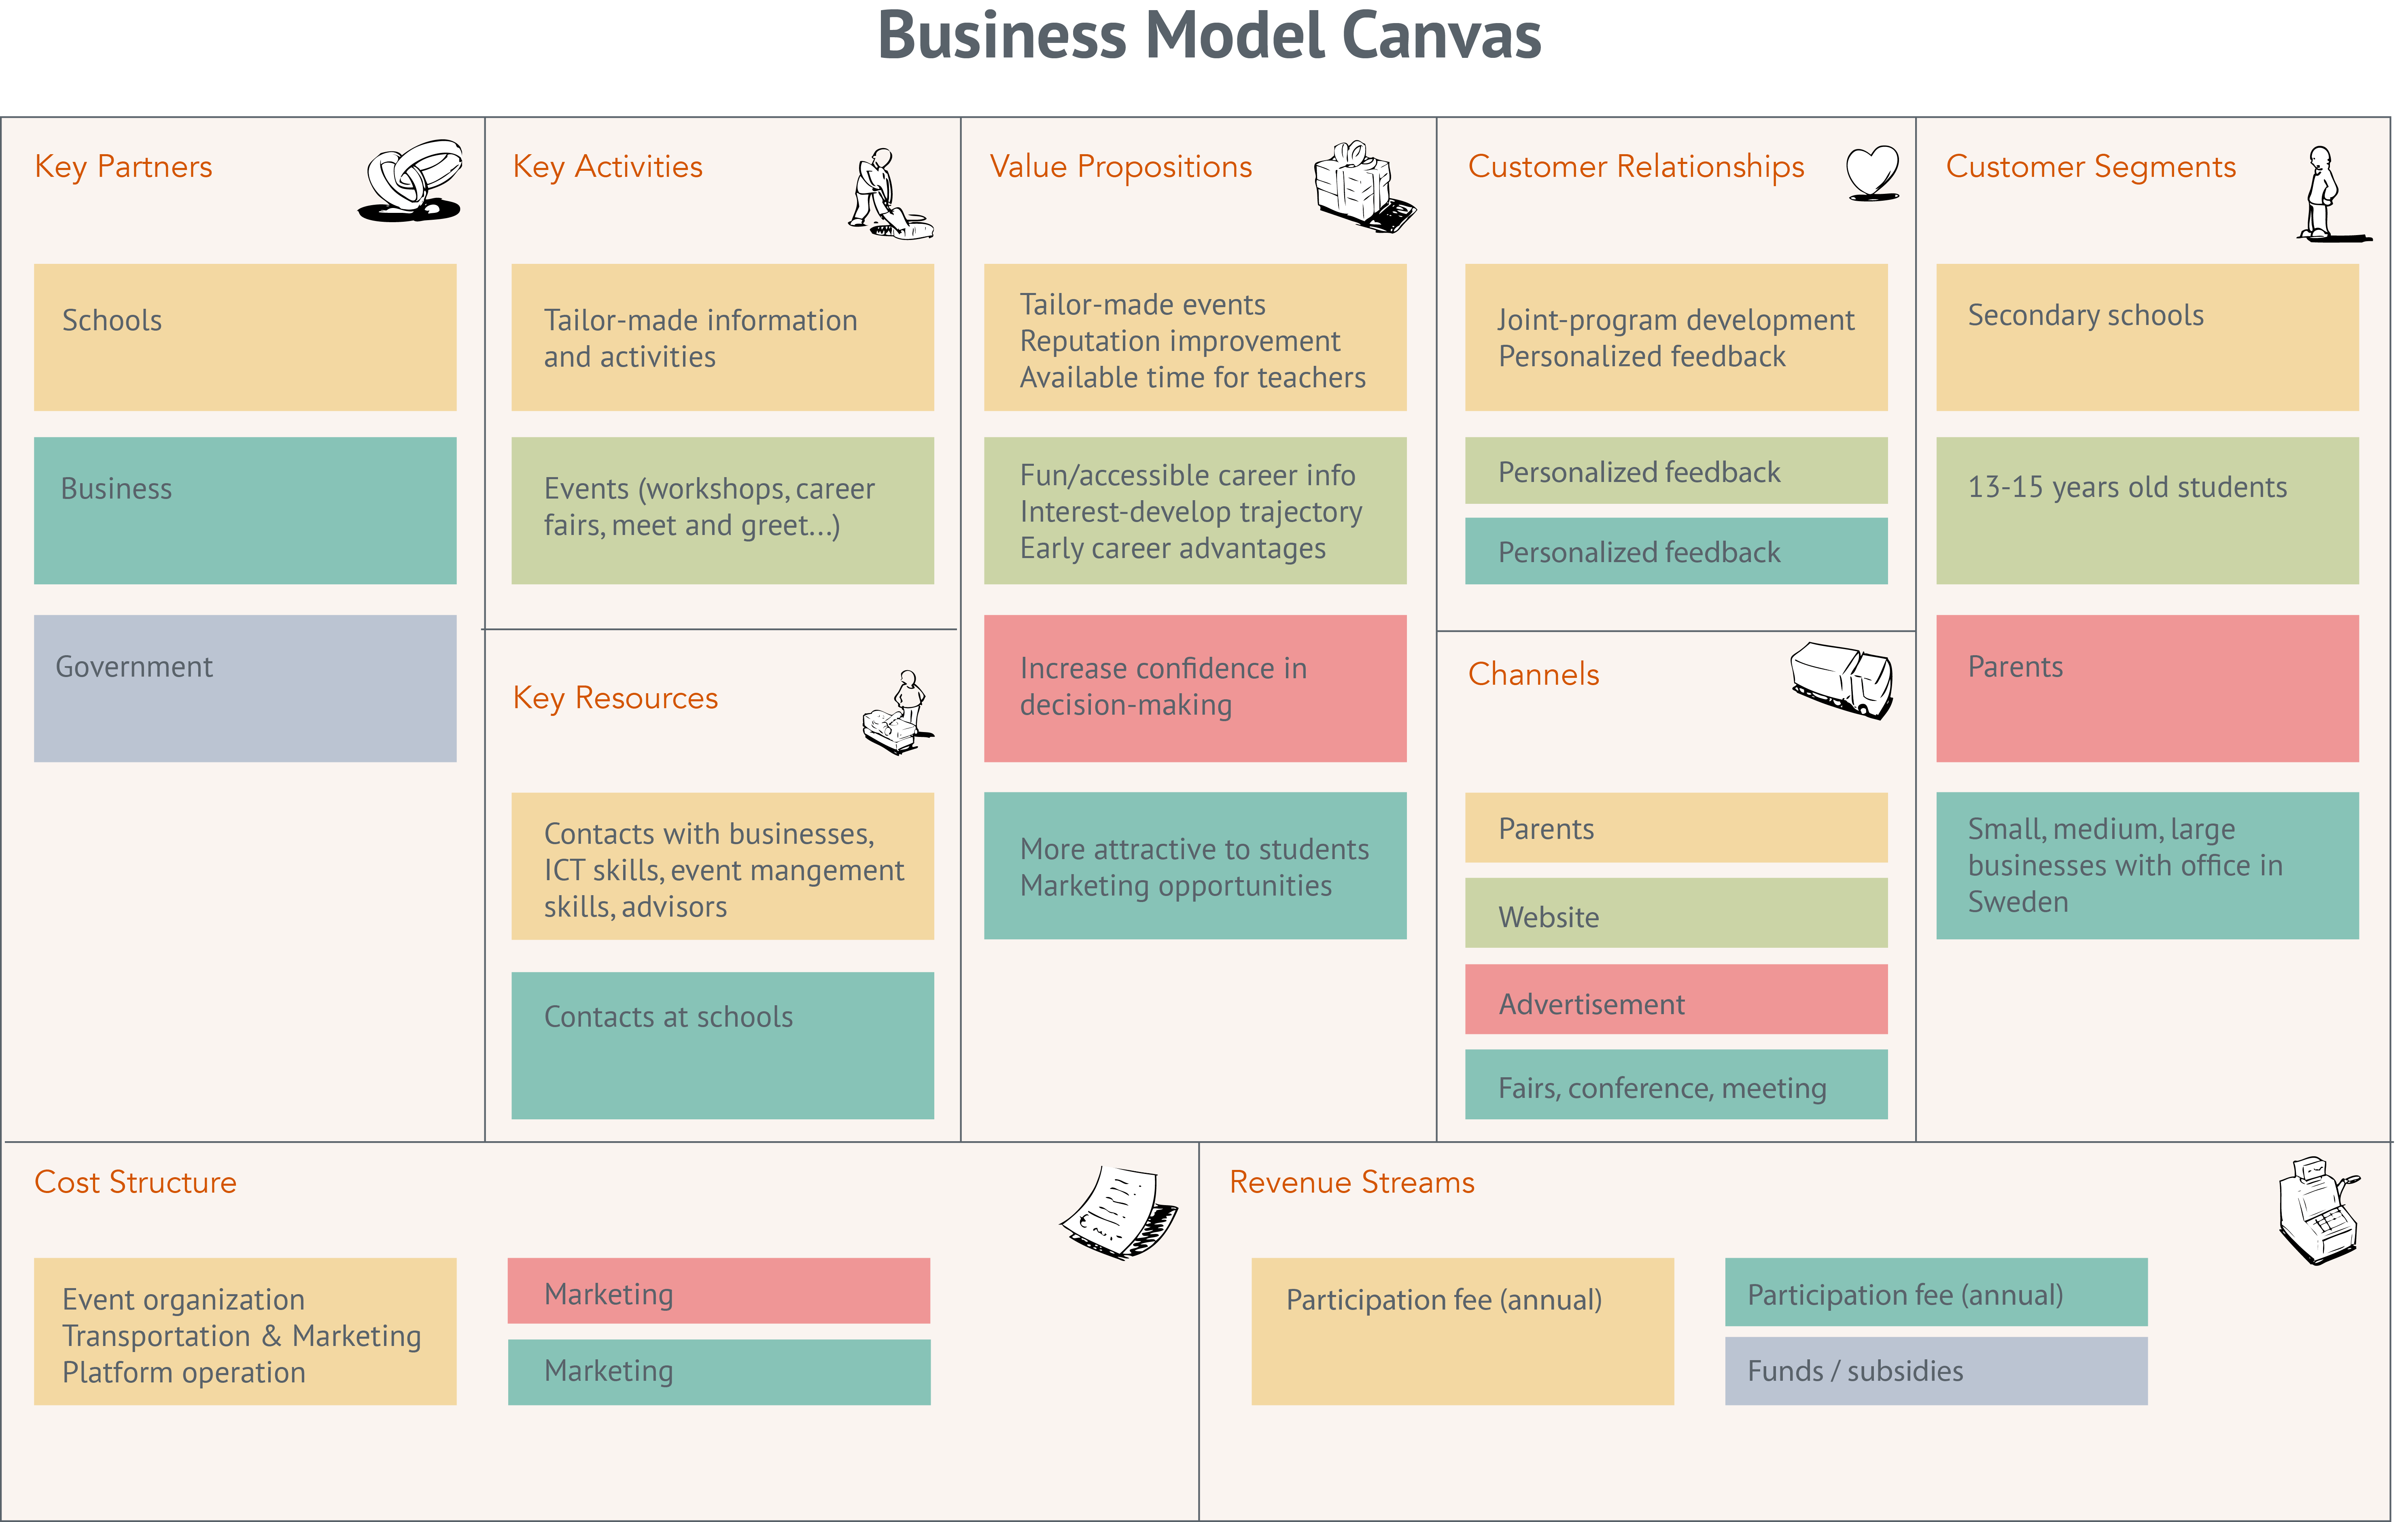 Business Model Canvas
Key Partners
Schools
Business
Government
Key Activities
Tailor-made information
and activities
Events (workshops, career
fairs, meet and greet...)
Key Resources
Contacts with businesses,
ICT skills, event mangement
skills, advisors
Contacts at schools
Value Propositions
Tailor-made events
Reputation improvement
Available time for teachers
Fun/accessible career info
Interest-develop trajectory
Early career advantages
Increase confidence in
decision-making
More attractive to students
Marketing opportunities
Customer Relationships
Joint-program development
Personalized feedback
Personalized feedback
Personalized feedback
Channels
Parents
Website
Advertisement
Fairs, conference, meeting
Customer Segments
Secondary schools
13-15 years old students
Parents
Small, medium, large
businesses with office in
Sweden
Cost Structure
Event organization
Transportation & Marketing
Platform operation
Marketing
Marketing
Revenue Streams
Participation fee (annual)
Participation fee (annual)
Funds / subsidies